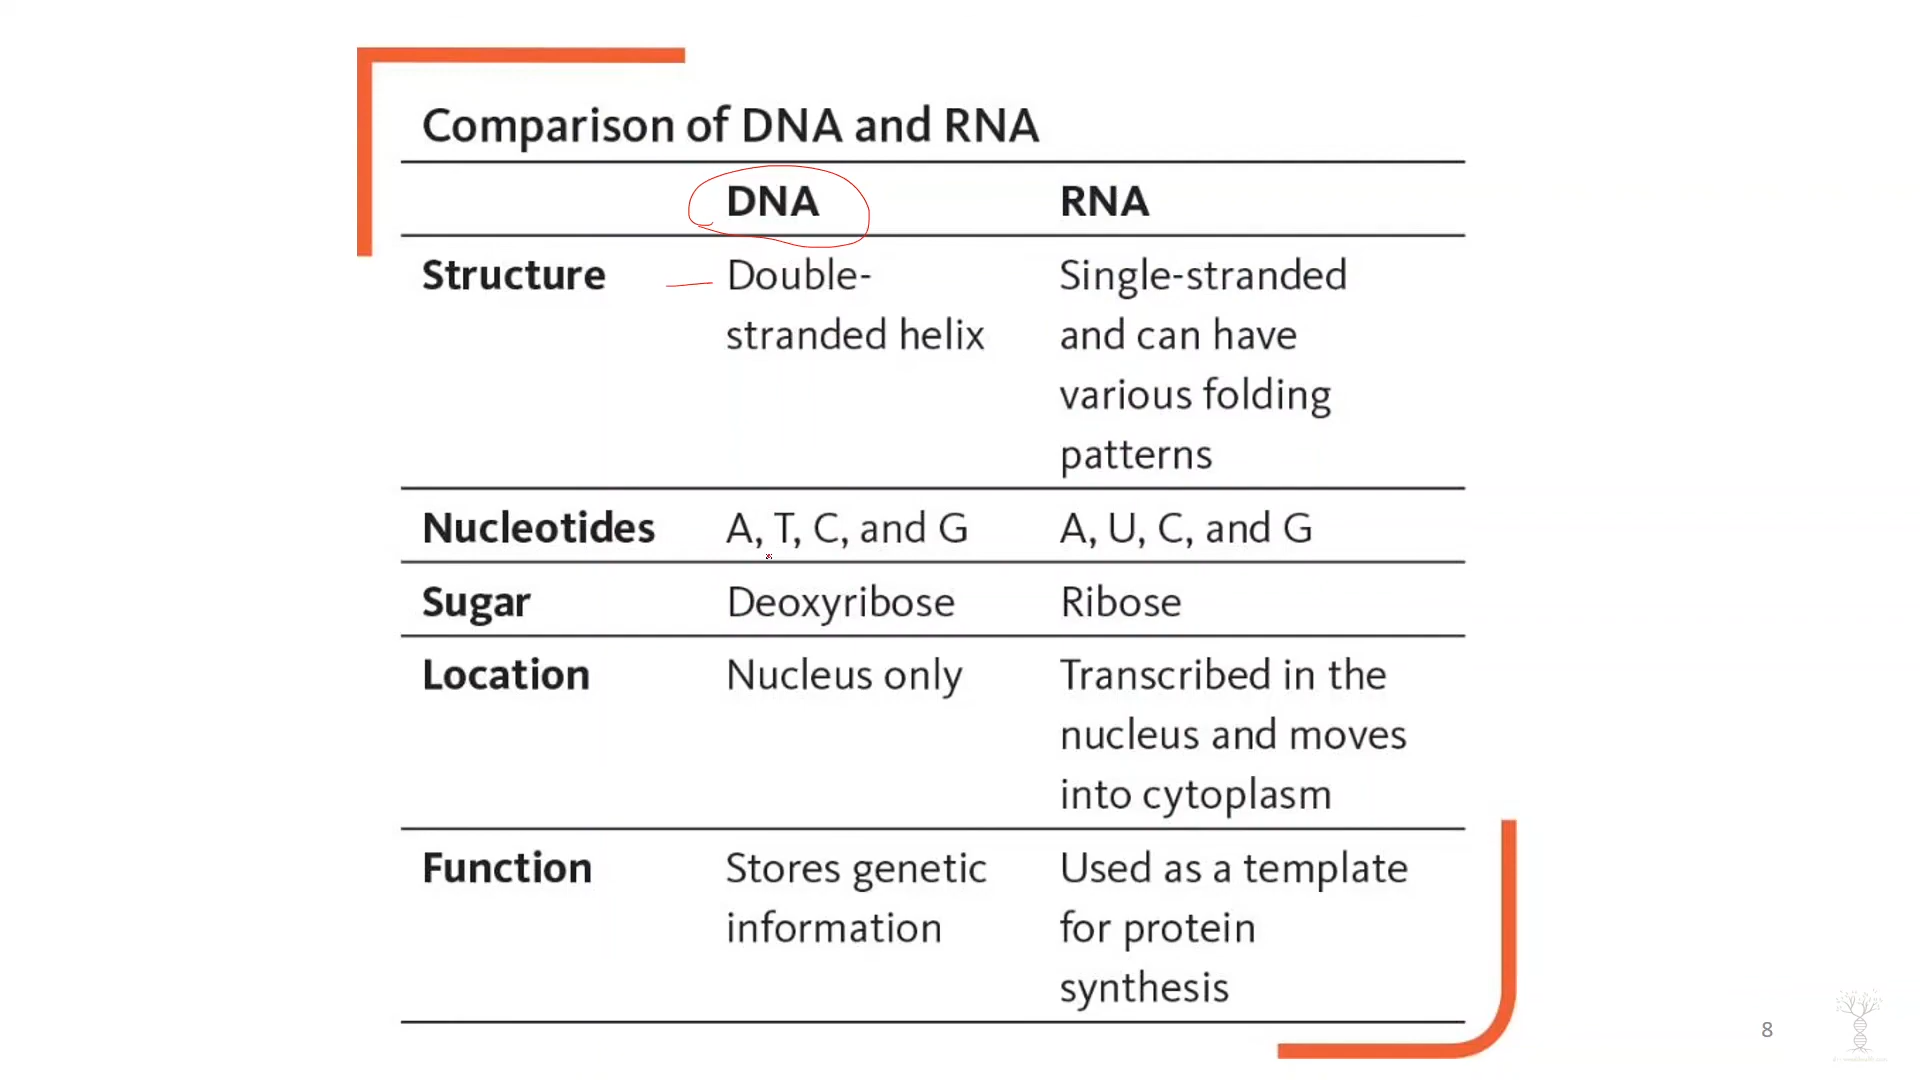 Comparison of DNA and RNA
DNA RNA
Structure Double- Single-stranded
stranded helix and can have
various folding
patterns
Nucleotides A, T, C, and G A, U, C, and G
Sugar Deoxyribose Ribose
Location Nucleus only Transcribed in the
nucleus and moves
into cytoplasm
Function Stores genetic Used as a template
information for protein
synthesis
8